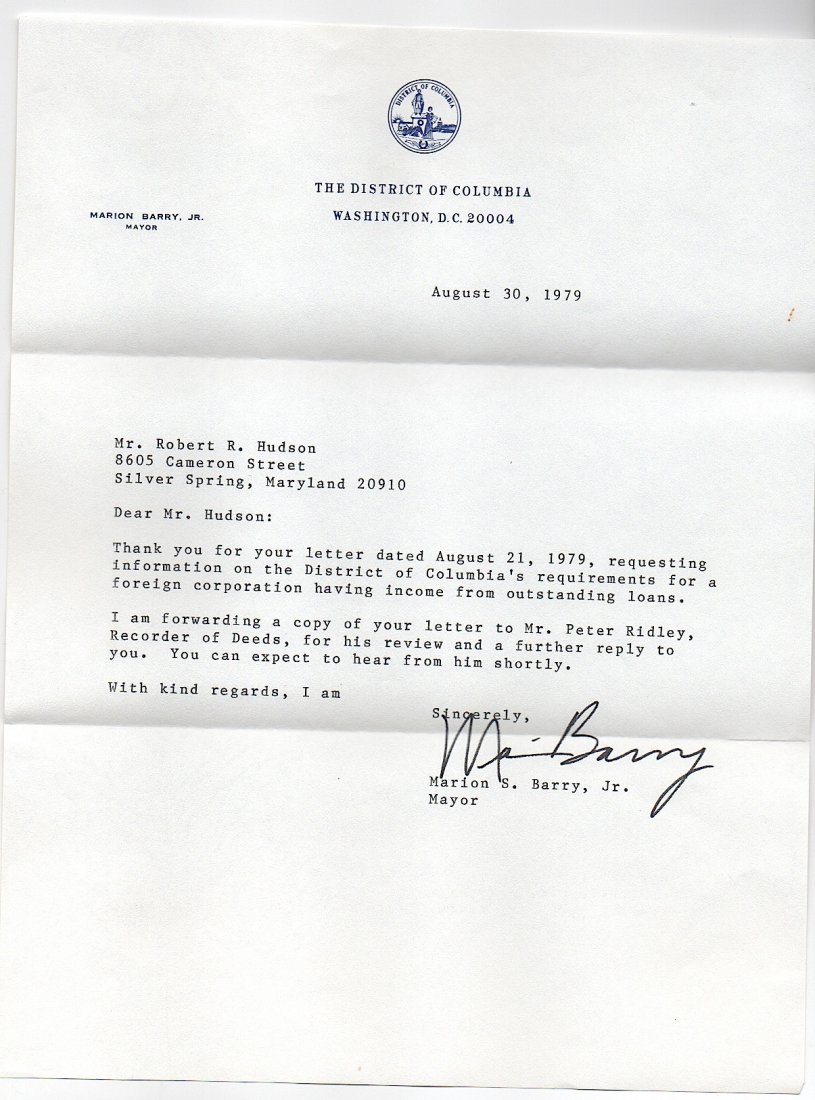 DISTRICT OF COLUMBIA
THE DISTRICT OF COLUMBIA
WASHINGTON, D.C. 20004
MARION BARRY, JR.
MAYOR
August 30, 1979
Mr. Robert R. Hudson
8605 Cameron Street
Silver Spring, Maryland 20910
Dear Mr. Hudson:
Thank you for your letter dated August 21, 1979, requesting
information on the District of Columbia's requirements for a
foreign corporation having income from outstanding loans.
I am forwarding a copy of your letter to Mr. Peter Ridley,
Recorder of Deeds, for his review and a further reply to
you.  You can expect to hear from him shortly.
With kind regards, I am
Sincerely,
Barry
Marion S. Barry, Jr.
Mayor